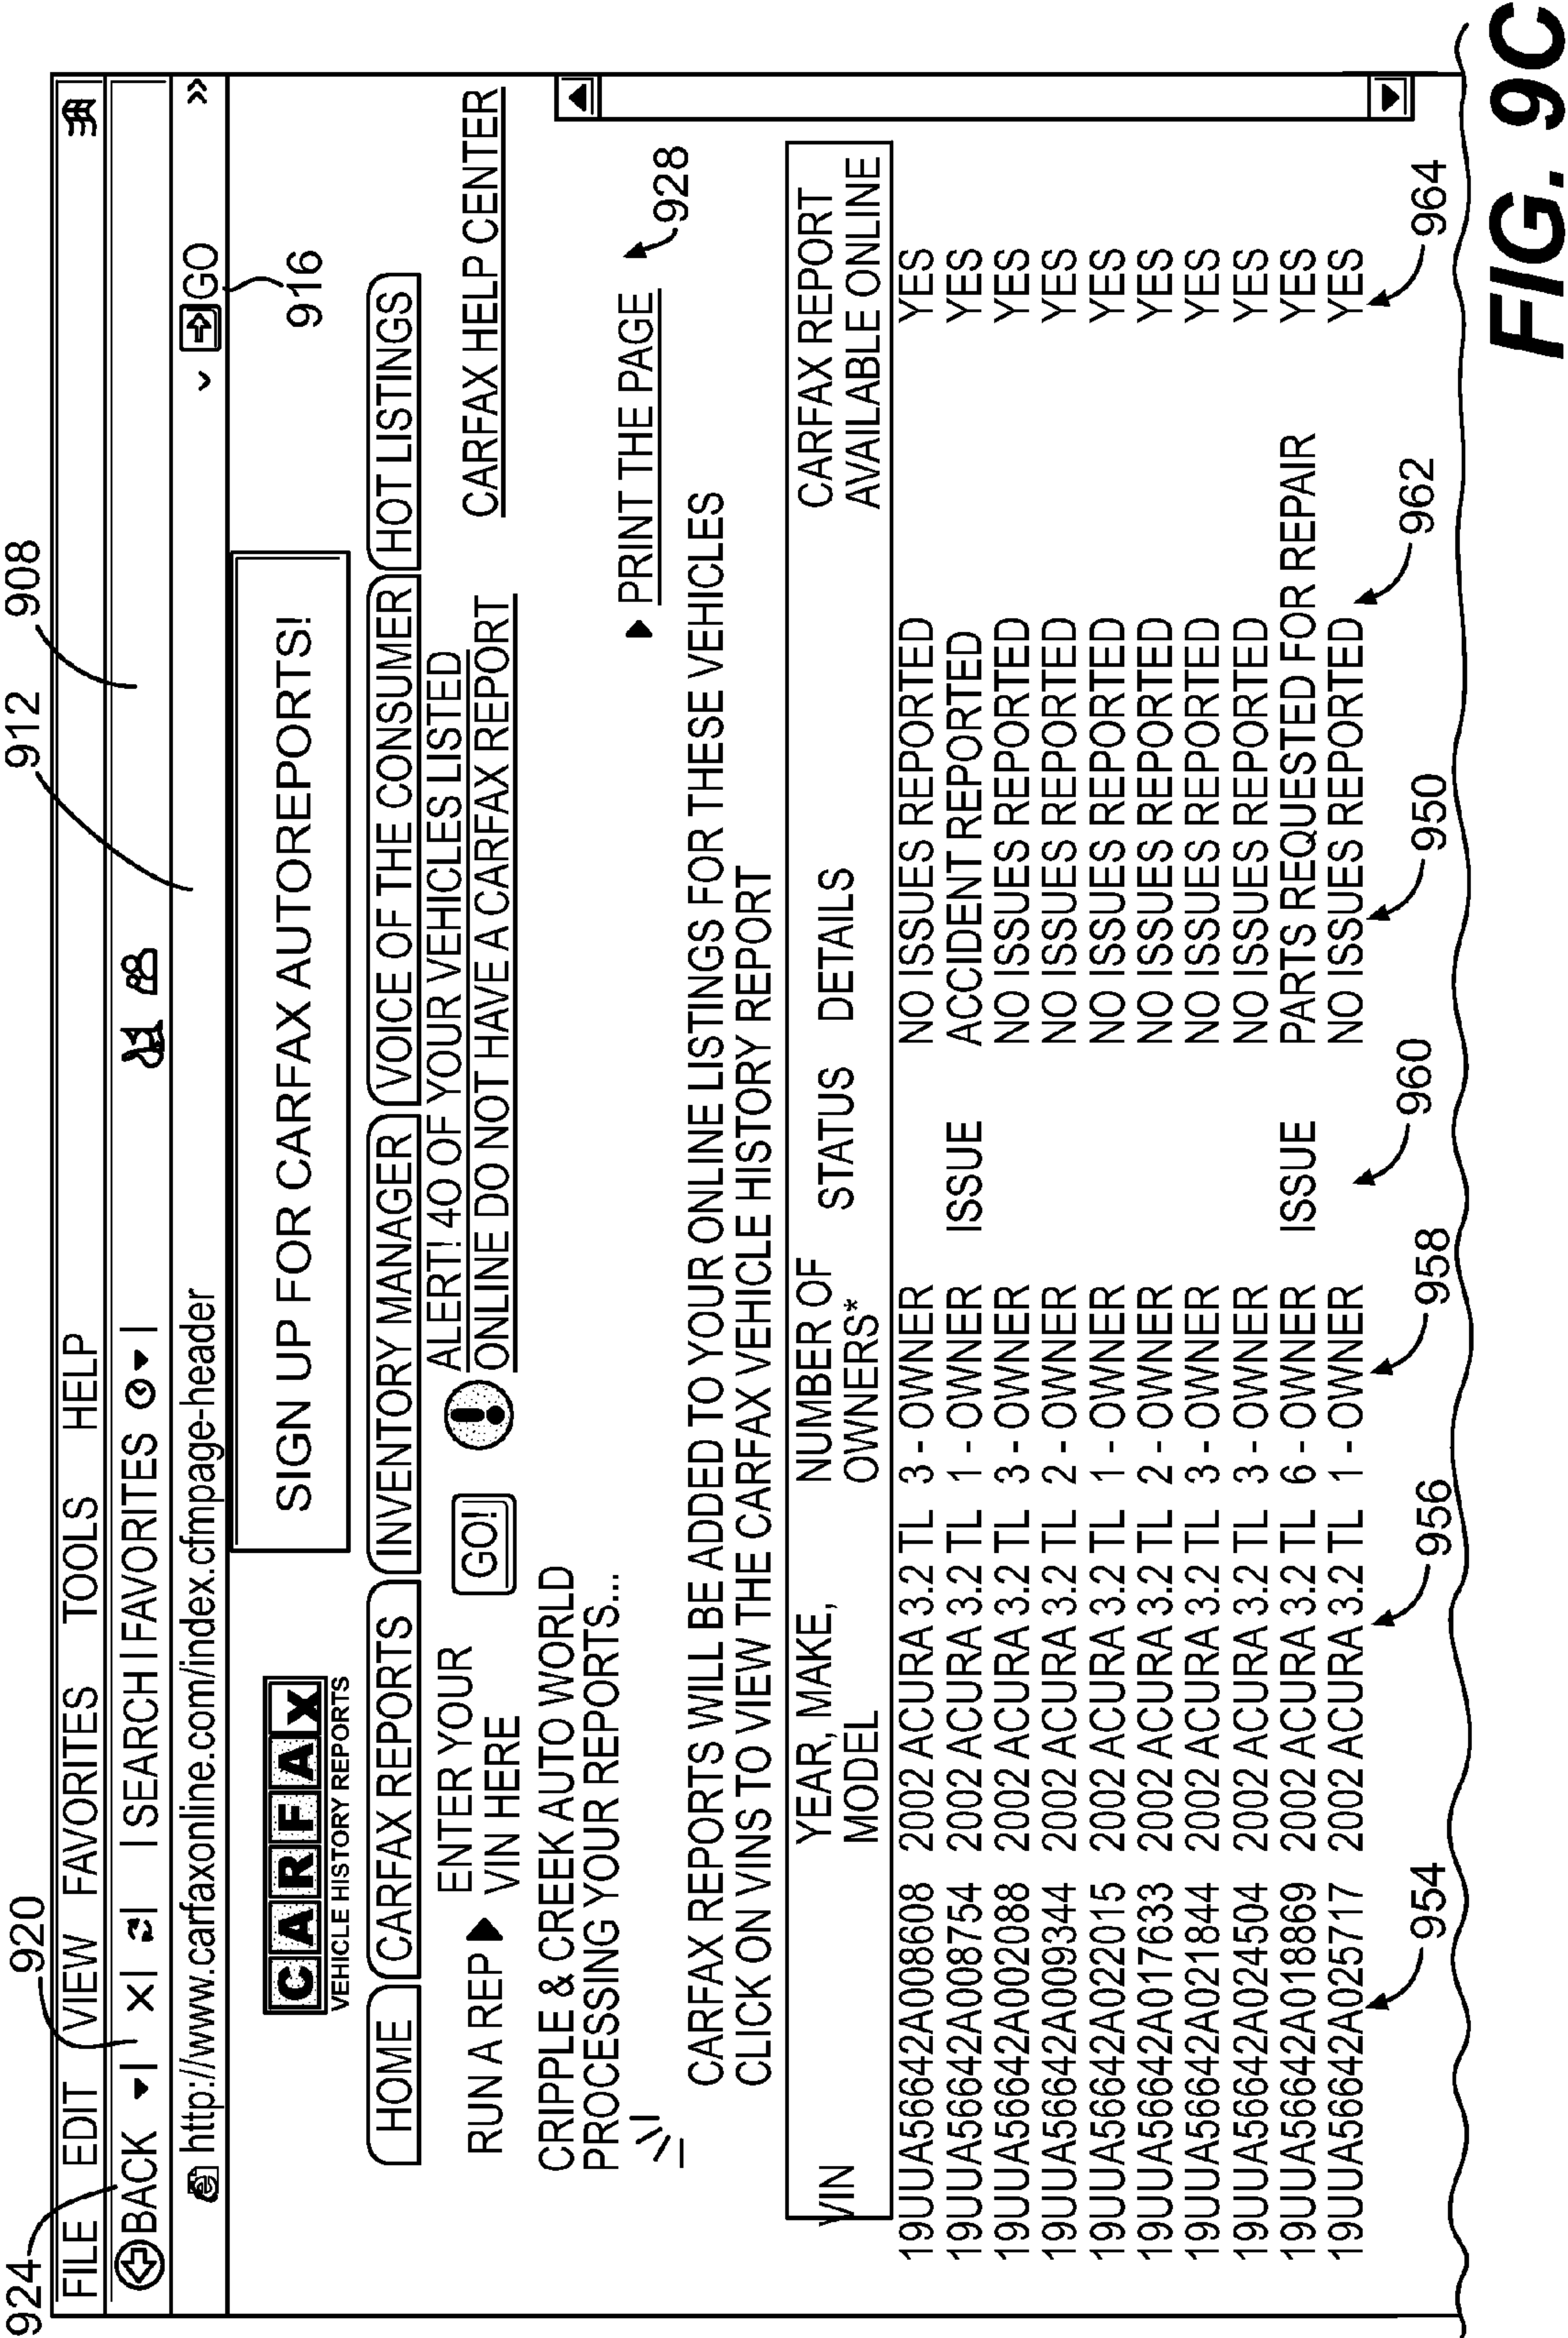 924
920
912
908
FILE EDIT VIEW FAVORITES TOOLS HELP
BACK X | SEARCH | FAVORITES
http://www.carfaxonline.com/index.cfmpage-header GO »
916
CARFAX
VEHICLE HISTORY REPORTS
SIGN UP FOR CARFAX AUTOREPORTS!
HOME CARFAX REPORTS INVENTORY MANAGER VOICE OF THE CONSUMER HOT LISTINGS
RUN A REP ▶ ENTER YOUR
VIN HERE
GO!
ALERT! 40 OF YOUR VEHICLES LISTED
ONLINE DO NOT HAVE A CARFAX REPORT
CARFAX HELP CENTER
CRIPPLE & CREEK AUTO WORLD
PROCESSING YOUR REPORTS...
▶ PRINT THE PAGE
928
CARFAX REPORTS WILL BE ADDED TO YOUR ONLINE LISTINGS FOR THESE VEHICLES
CLICK ON VINS TO VIEW THE CARFAX VEHICLE HISTORY REPORT
VIN YEAR, MAKE, MODEL NUMBER OF OWNERS* STATUS DETAILS CARFAX REPORT AVAILABLE ONLINE
19UUA56642A008608 2002 ACURA 3.2 TL 3 - OWNER NO ISSUES REPORTED YES
19UUA56642A008754 2002 ACURA 3.2 TL 1 - OWNER ISSUE ACCIDENT REPORTED YES
19UUA56642A002088 2002 ACURA 3.2 TL 3 - OWNER NO ISSUES REPORTED YES
19UUA56642A009344 2002 ACURA 3.2 TL 2 - OWNER NO ISSUES REPORTED YES
19UUA56642A022015 2002 ACURA 3.2 TL 1 - OWNER NO ISSUES REPORTED YES
19UUA56642A017633 2002 ACURA 3.2 TL 2 - OWNER NO ISSUES REPORTED YES
19UUA56642A021844 2002 ACURA 3.2 TL 3 - OWNER NO ISSUES REPORTED YES
19UUA56642A024504 2002 ACURA 3.2 TL 3 - OWNER NO ISSUES REPORTED YES
19UUA56642A018869 2002 ACURA 3.2 TL 6 - OWNER ISSUE PARTS REQUESTED FOR REPAIR YES
19UUA56642A025717 2002 ACURA 3.2 TL 1 - OWNER NO ISSUES REPORTED YES
954
956
958
960
950
962
964
FIG. 9C